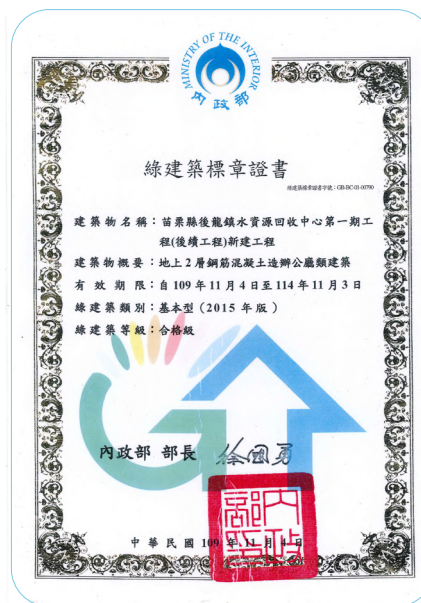 MINISTRY OF THE INTERIOR
內政部
綠建築標章證書
綠建築標章證書字號：GB-BC-01-00790
建築物名稱：苗栗縣後龍鎮水資源回收中心第一期工
程(後續工程)新建工程
建築物概要：地上2層鋼筋混凝土造辦公廳類建築
有效期限：自109年11月4日至114年11月3日
綠建築類別：基本型(2015年版)
綠建築等級：合格級
內政部 部長 徐國勇
內政部印
中華民國109年11月4日